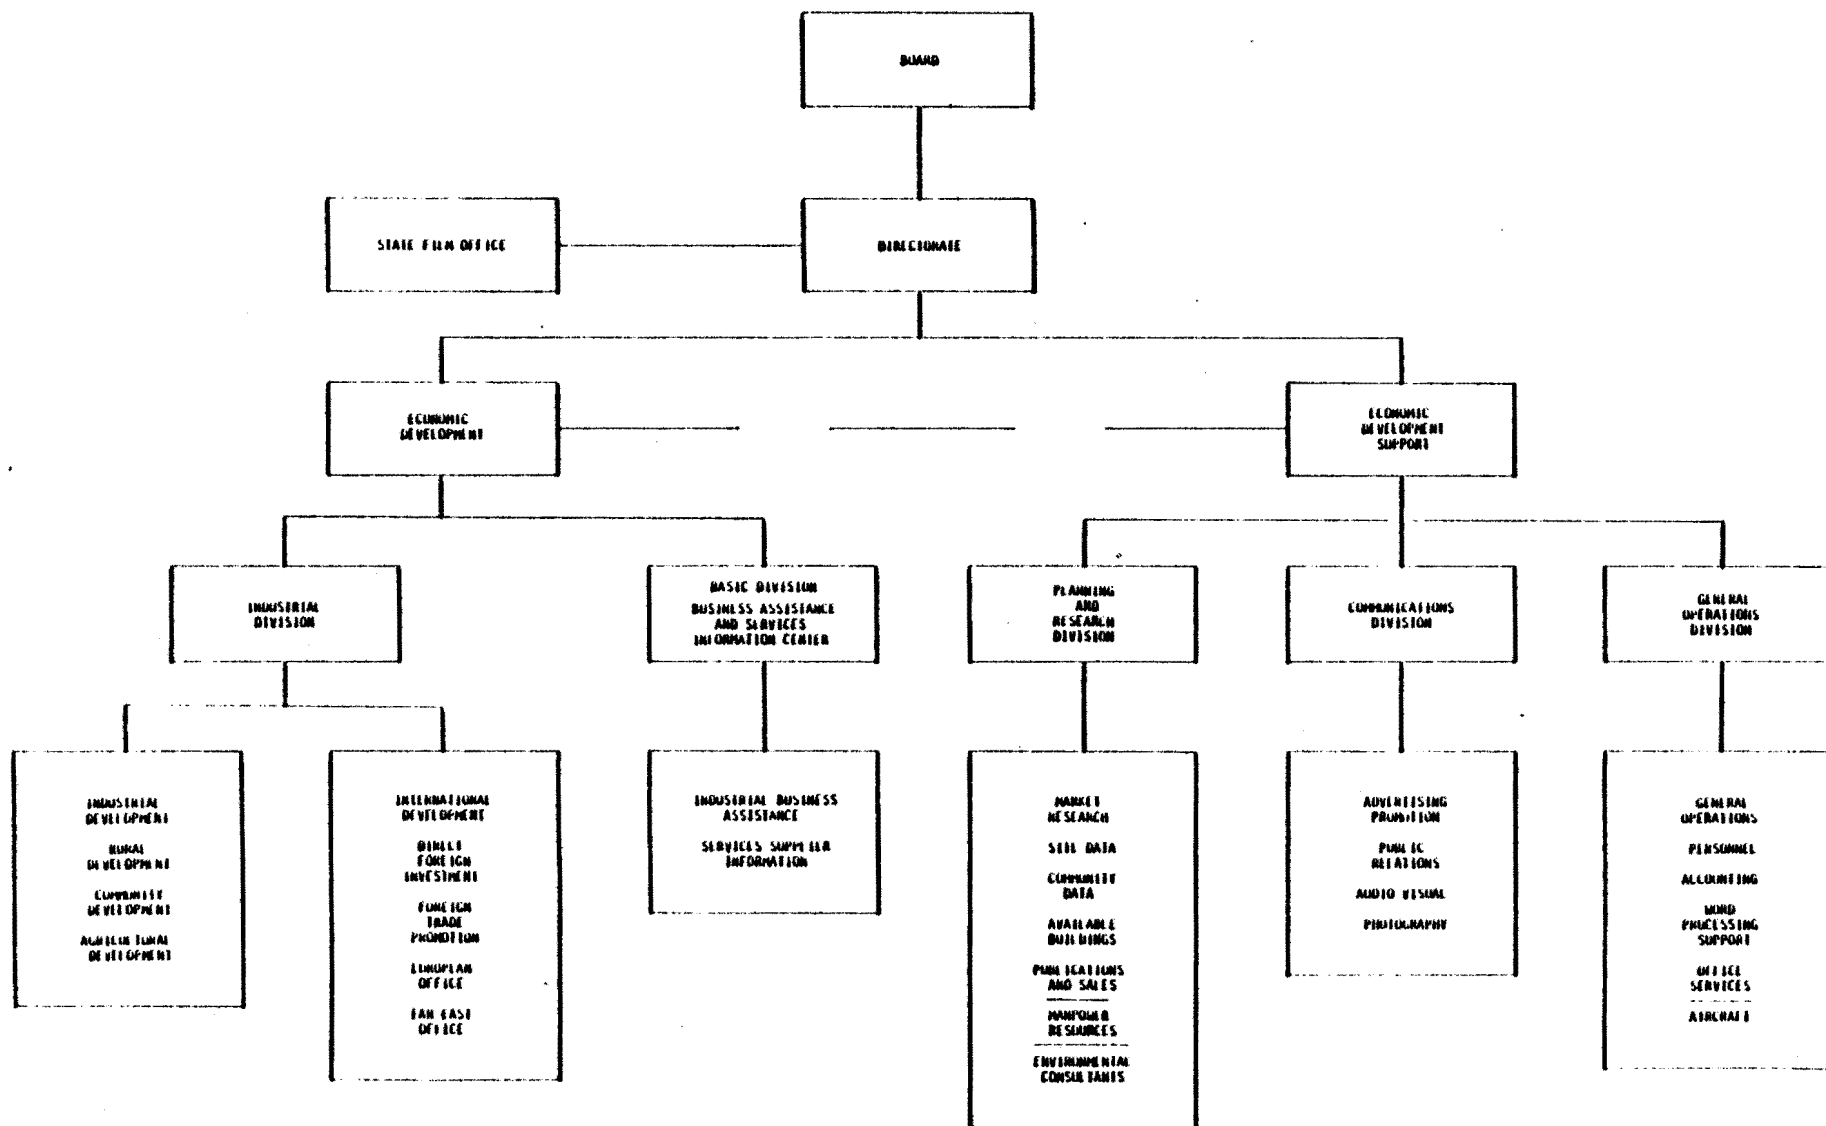 BOARD
STATE FILM OFFICE
DIRECTORATE
ECONOMIC
DEVELOPMENT
ECONOMIC
DEVELOPMENT
SUPPORT
INDUSTRIAL
DIVISION
BASIC DIVISION
BUSINESS ASSISTANCE
AND SERVICES
INFORMATION CENTER
PLANNING
AND
RESEARCH
DIVISION
COMMUNICATIONS
DIVISION
GENERAL
OPERATIONS
DIVISION
INDUSTRIAL
DEVELOPMENT
RURAL
DEVELOPMENT
COMMUNITY
DEVELOPMENT
AGRICULTURAL
DEVELOPMENT
INTERNATIONAL
DEVELOPMENT
DIRECT
FOREIGN
INVESTMENT
FOREIGN
TRADE
PROMOTION
EUROPEAN
OFFICE
FAR EAST
OFFICE
INDUSTRIAL BUSINESS
ASSISTANCE
SERVICES SUPPLIER
INFORMATION
MARKET
RESEARCH
SITE DATA
COMMUNITY
DATA
AVAILABLE
BUILDINGS
PUBLICATIONS
AND SALES
MANPOWER
RESOURCES
ENVIRONMENTAL
CONSULTANTS
ADVERTISING
PROMOTION
PUBLIC
RELATIONS
AUDIO VISUAL
PHOTOGRAPHY
GENERAL
OPERATIONS
PERSONNEL
ACCOUNTING
WORD
PROCESSING
SUPPORT
OFFICE
SERVICES
AIRCRAFT